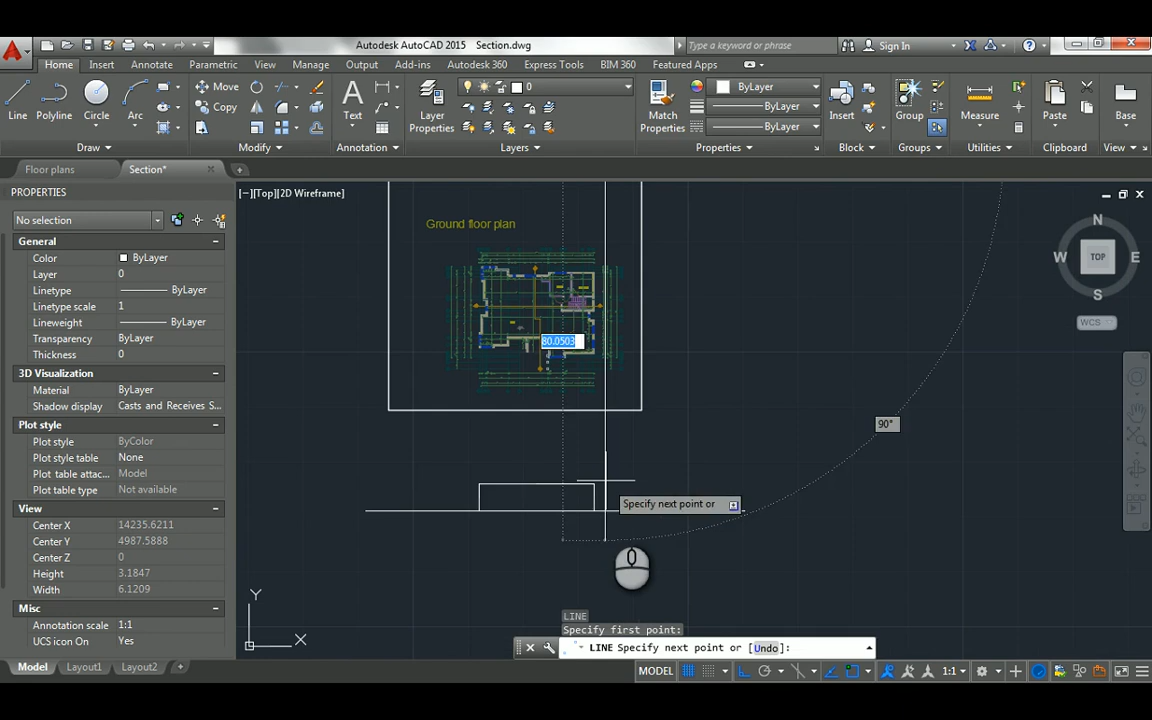 Autodesk AutoCAD 2015 Section.dwg
Type a keyword or phrase
Sign In
Home Insert Annotate Parametric View Manage Output Add-ins Autodesk 360 Express Tools BIM 360 Featured Apps
Line Polyline Circle Arc
Move
Copy
Text
Layer Properties
0
Match Properties
ByLayer
ByLayer
ByLayer
Insert
Group
Measure
Paste
Base
Draw Modify Annotation Layers Properties Block Groups Utilities Clipboard View
Floor plans Section*
PROPERTIES
No selection
General
Color ByLayer
Layer 0
Linetype ByLayer
Linetype scale 1
Lineweight ByLayer
Transparency ByLayer
Thickness 0
3D Visualization
Material ByLayer
Shadow display Casts and Receives S...
Plot style
Plot style ByColor
Plot style table None
Plot table attac... Model
Plot table type Not available
View
Center X 14235.6211
Center Y 4987.5888
Center Z 0
Height 3.1847
Width 6.1209
Misc
Annotation scale 1:1
UCS icon On Yes
[−][Top][2D Wireframe]
N
W TOP E
S
WCS
Ground floor plan
80.0503
90°
Specify next point or
Y
X
LINE
Specify first point:
LINE Specify next point or [Undo]:
Model Layout1 Layout2 +
MODEL 1:1